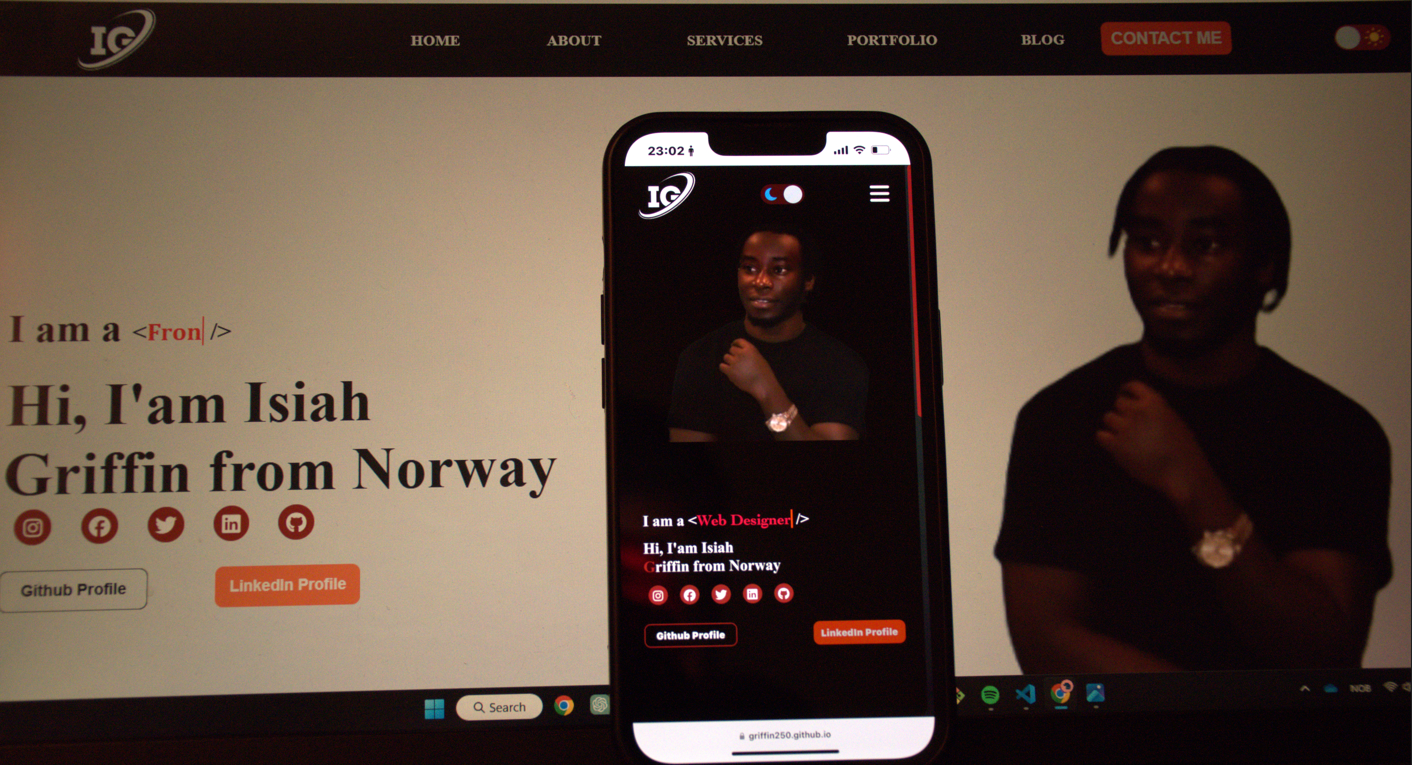 IG
HOME ABOUT SERVICES PORTFOLIO BLOG CONTACT ME
I am a <Fron| />
Hi, I'am Isiah
Griffin from Norway
Github Profile LinkedIn Profile
23:02
IG
I am a <Web Designer| />
Hi, I'am Isiah
Griffin from Norway
Github Profile LinkedIn Profile
griffin250.github.io
Search
NOB